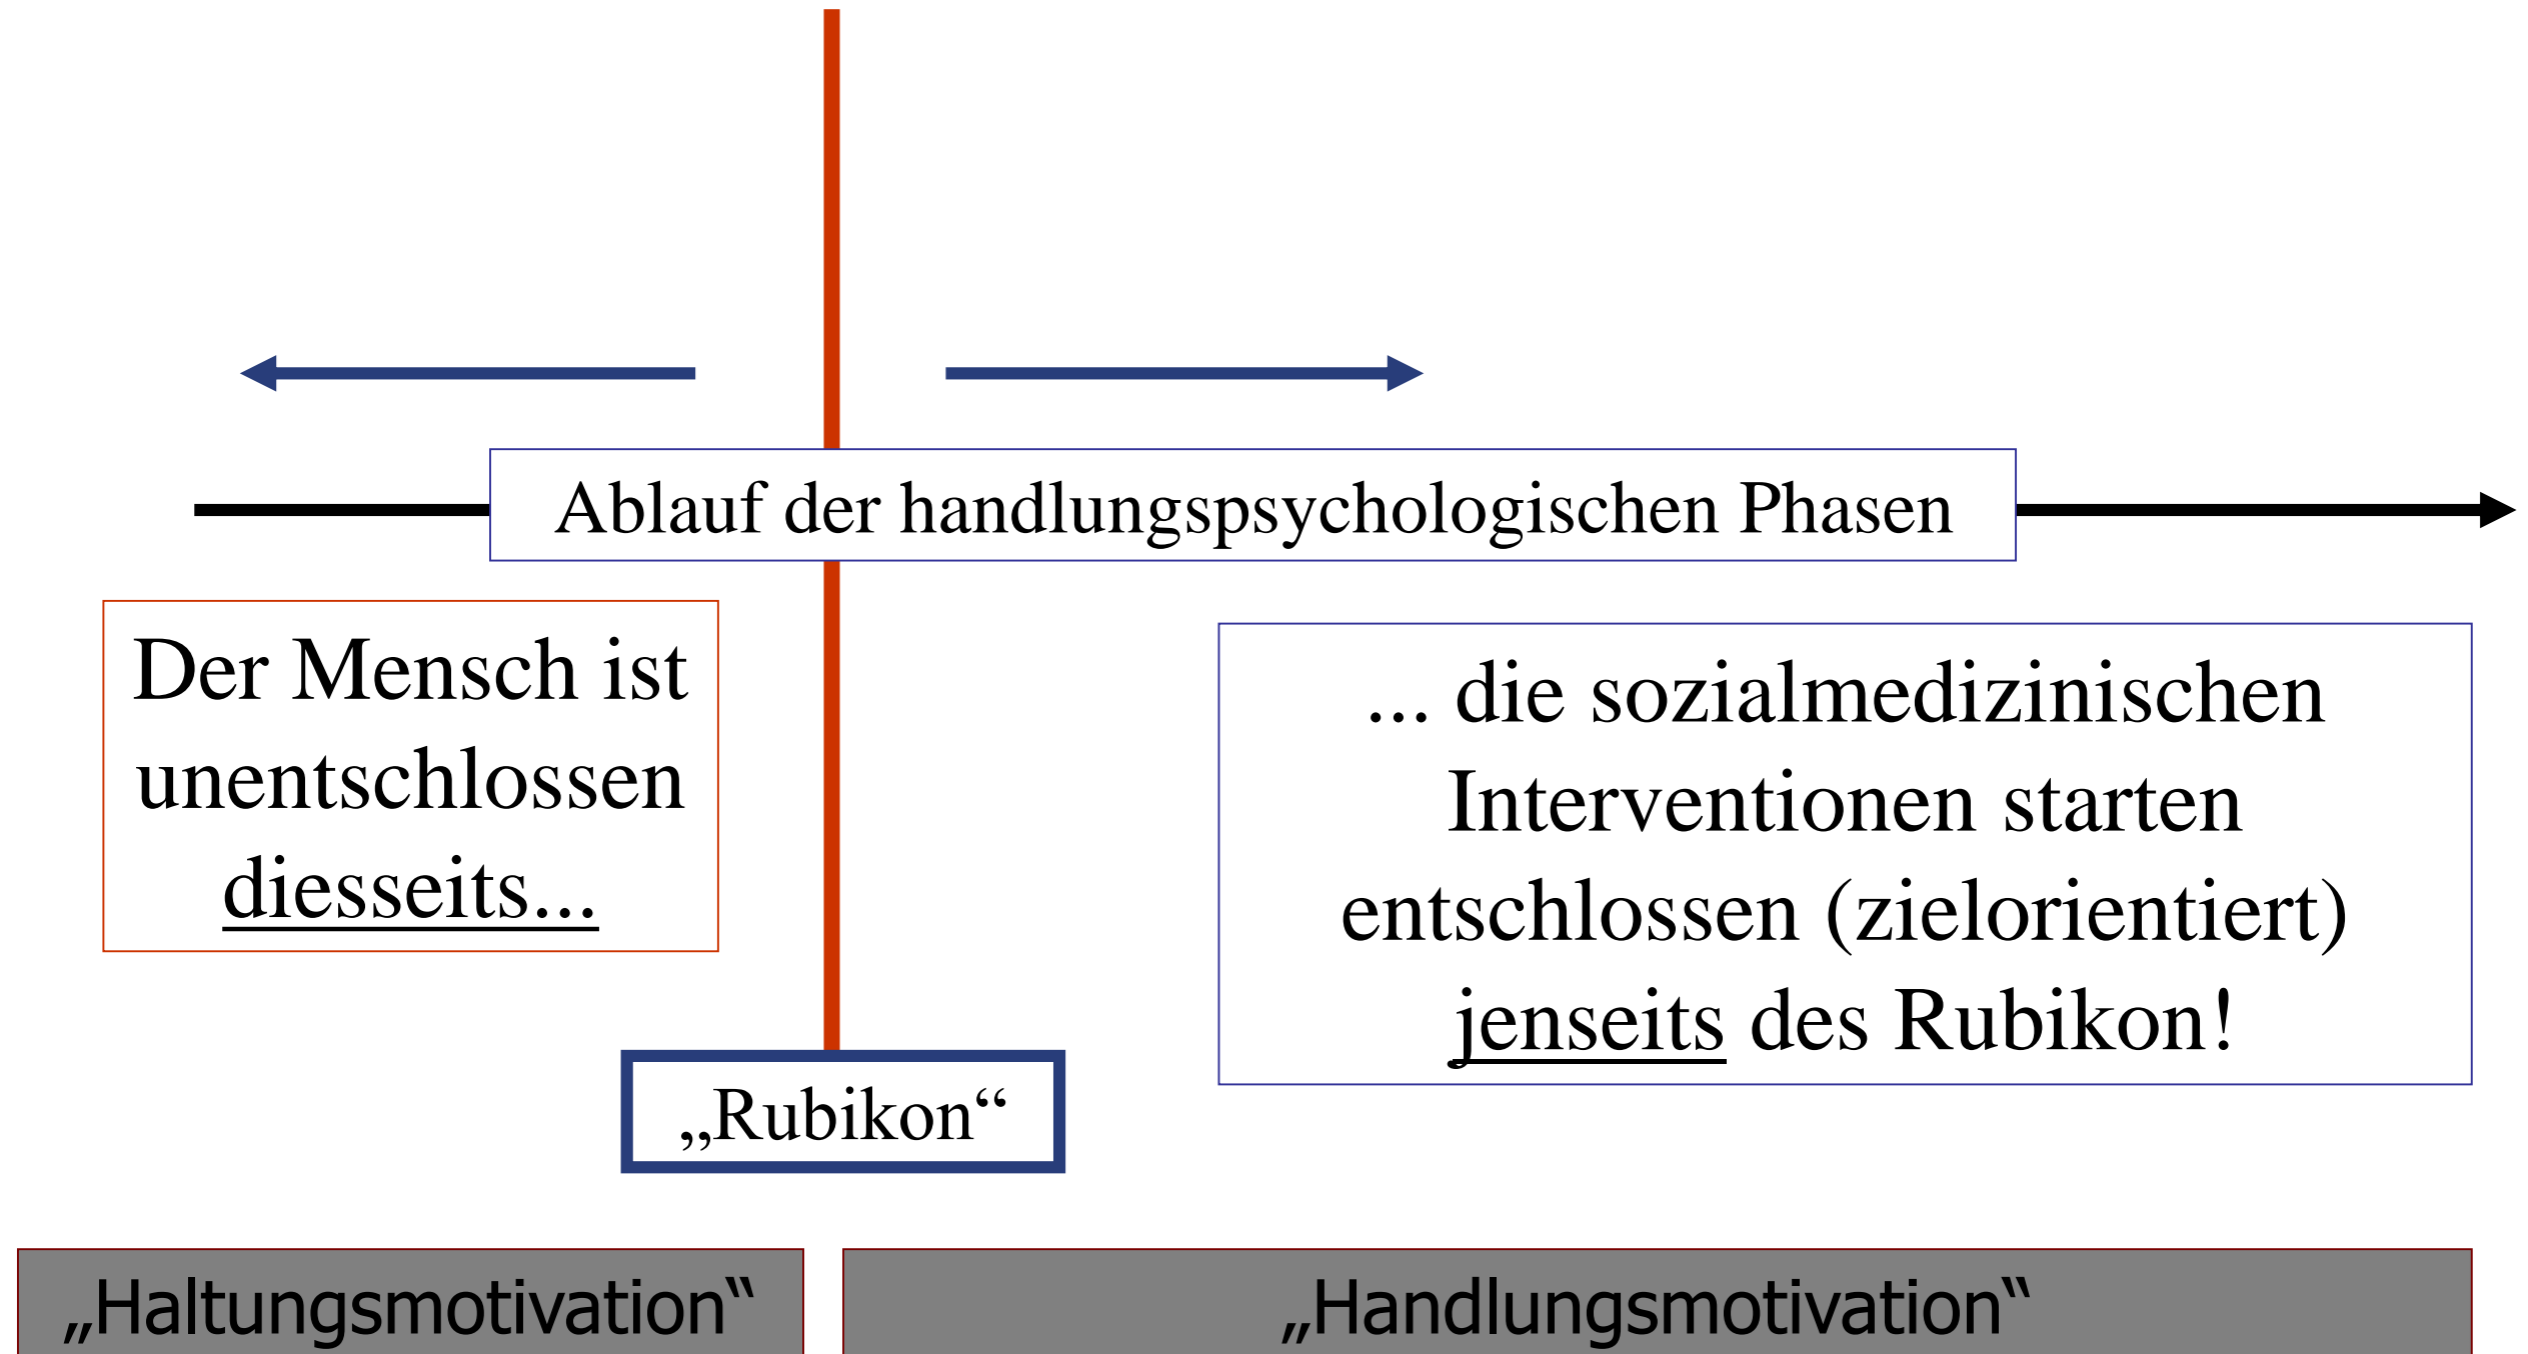 Ablauf der handlungspsychologischen Phasen
Der Mensch ist
unentschlossen
diesseits...
... die sozialmedizinischen
Interventionen starten
entschlossen (zielorientiert)
jenseits des Rubikon!
„Rubikon“
„Haltungsmotivation“
„Handlungsmotivation“